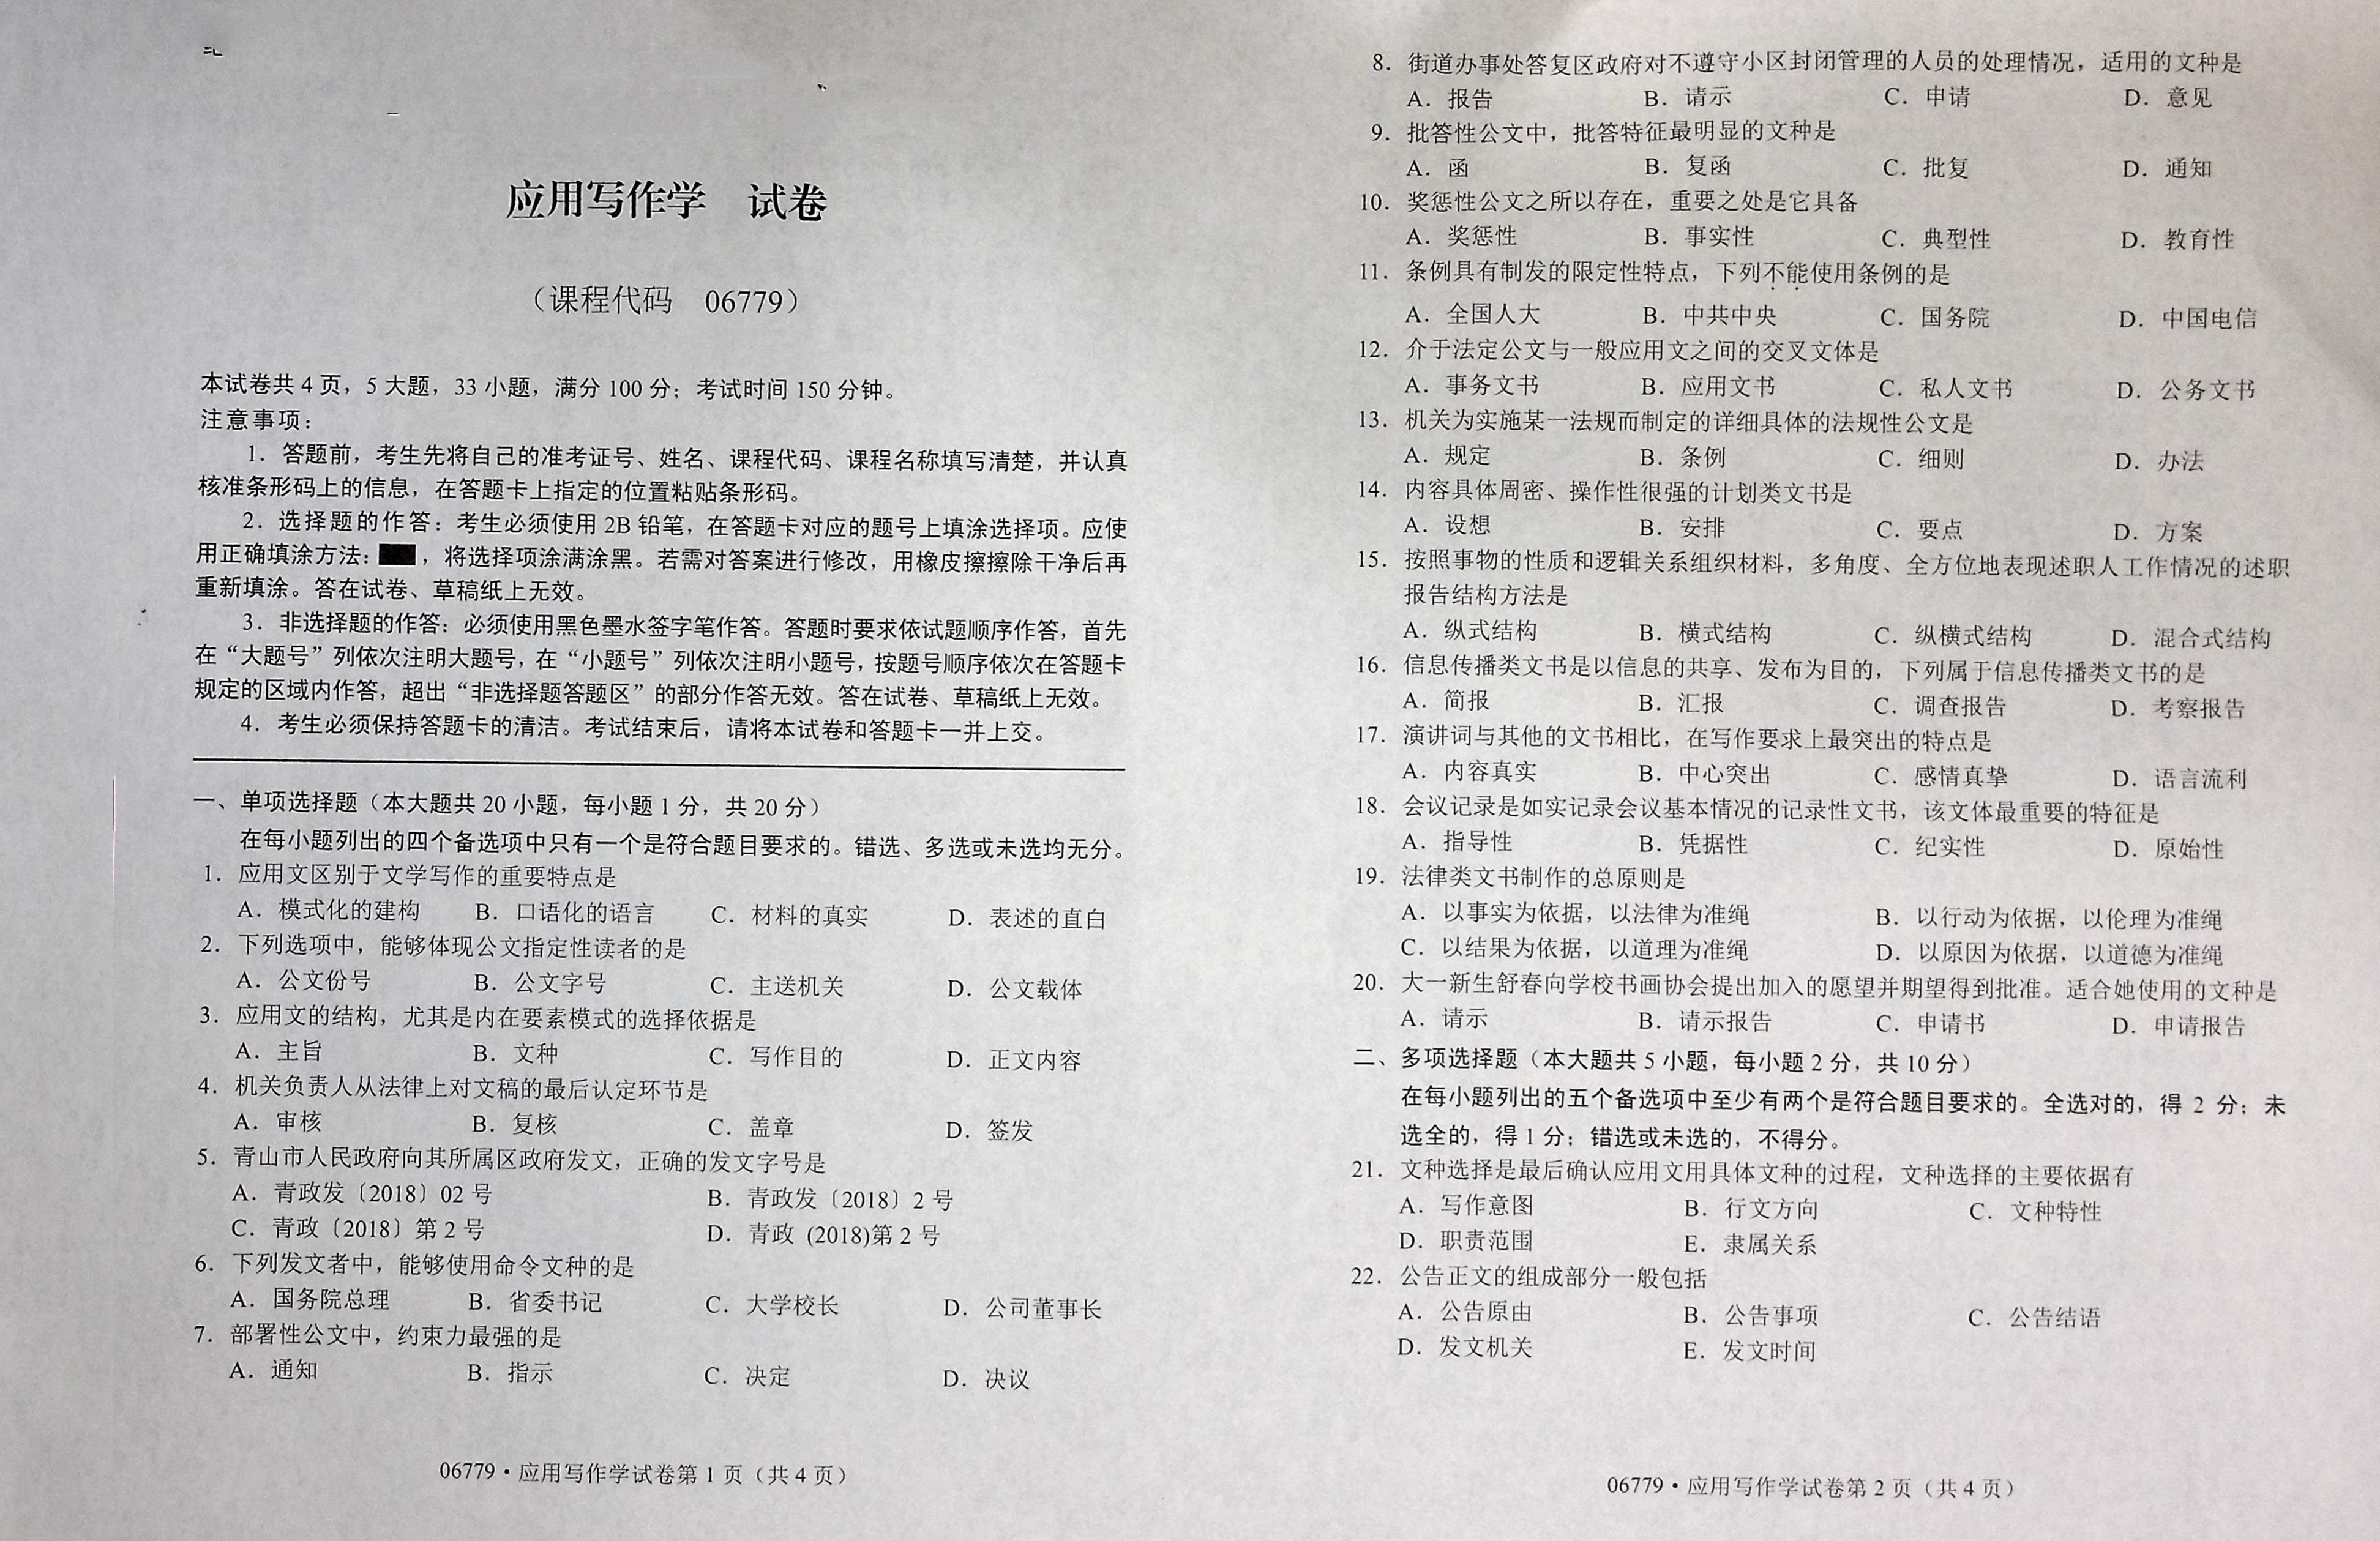 应用写作学 试卷
（课程代码 06779）
本试卷共 4 页，5 大题，33 小题，满分 100 分；考试时间 150 分钟。
注意事项：
1．答题前，考生先将自己的准考证号、姓名、课程代码、课程名称填写清楚，并认真
核准条形码上的信息，在答题卡上指定的位置粘贴条形码。
2．选择题的作答：考生必须使用 2B 铅笔，在答题卡对应的题号上填涂选择项。应使
用正确填涂方法：，将选择项涂满涂黑。若需对答案进行修改，用橡皮擦擦除干净后再
重新填涂。答在试卷、草稿纸上无效。
3．非选择题的作答：必须使用黑色墨水签字笔作答。答题时要求依试题顺序作答，首先
在“大题号”列依次注明大题号，在“小题号”列依次注明小题号，按题号顺序依次在答题卡
规定的区域内作答，超出“非选择题答题区”的部分作答无效。答在试卷、草稿纸上无效。
4．考生必须保持答题卡的清洁。考试结束后，请将本试卷和答题卡一并上交。
一、单项选择题（本大题共 20 小题，每小题 1 分，共 20 分）
在每小题列出的四个备选项中只有一个是符合题目要求的。错选、多选或未选均无分。
1．应用文区别于文学写作的重要特点是
A．模式化的建构 B．口语化的语言 C．材料的真实 D．表述的直白
2．下列选项中，能够体现公文指定性读者的是
A．公文份号 B．公文字号 C．主送机关 D．公文载体
3．应用文的结构，尤其是内在要素模式的选择依据是
A．主旨 B．文种 C．写作目的 D．正文内容
4．机关负责人从法律上对文稿的最后认定环节是
A．审核 B．复核 C．盖章 D．签发
5．青山市人民政府向其所属区政府发文，正确的发文字号是
A．青政发〔2018〕02 号 B．青政发〔2018〕2 号
C．青政〔2018〕第 2 号 D．青政 (2018)第 2 号
6．下列发文者中，能够使用命令文种的是
A．国务院总理 B．省委书记 C．大学校长 D．公司董事长
7．部署性公文中，约束力最强的是
A．通知 B．指示 C．决定 D．决议
06779·应用写作学试卷第 1 页（共 4 页）
8．街道办事处答复区政府对不遵守小区封闭管理的人员的处理情况，适用的文种是
A．报告 B．请示 C．申请 D．意见
9．批答性公文中，批答特征最明显的文种是
A．函 B．复函 C．批复 D．通知
10．奖惩性公文之所以存在，重要之处是它具备
A．奖惩性 B．事实性 C．典型性 D．教育性
11．条例具有制发的限定性特点，下列不能使用条例的是
A．全国人大 B．中共中央 C．国务院 D．中国电信
12．介于法定公文与一般应用文之间的交叉文体是
A．事务文书 B．应用文书 C．私人文书 D．公务文书
13．机关为实施某一法规而制定的详细具体的法规性公文是
A．规定 B．条例 C．细则 D．办法
14．内容具体周密、操作性很强的计划类文书是
A．设想 B．安排 C．要点 D．方案
15．按照事物的性质和逻辑关系组织材料，多角度、全方位地表现述职人工作情况的述职
报告结构方法是
A．纵式结构 B．横式结构 C．纵横式结构 D．混合式结构
16．信息传播类文书是以信息的共享、发布为目的，下列属于信息传播类文书的是
A．简报 B．汇报 C．调查报告 D．考察报告
17．演讲词与其他的文书相比，在写作要求上最突出的特点是
A．内容真实 B．中心突出 C．感情真挚 D．语言流利
18．会议记录是如实记录会议基本情况的记录性文书，该文体最重要的特征是
A．指导性 B．凭据性 C．纪实性 D．原始性
19．法律类文书制作的总原则是
A．以事实为依据，以法律为准绳 B．以行动为依据，以伦理为准绳
C．以结果为依据，以道理为准绳 D．以原因为依据，以道德为准绳
20．大一新生舒春向学校书画协会提出加入的愿望并期望得到批准。适合她使用的文种是
A．请示 B．请示报告 C．申请书 D．申请报告
二、多项选择题（本大题共 5 小题，每小题 2 分，共 10 分）
在每小题列出的五个备选项中至少有两个是符合题目要求的。全选对的，得 2 分；未
选全的，得 1 分；错选或未选的，不得分。
21．文种选择是最后确认应用文用具体文种的过程，文种选择的主要依据有
A．写作意图 B．行文方向 C．文种特性
D．职责范围 E．隶属关系
22．公告正文的组成部分一般包括
A．公告原由 B．公告事项 C．公告结语
D．发文机关 E．发文时间
06779·应用写作学试卷第 2 页（共 4 页）